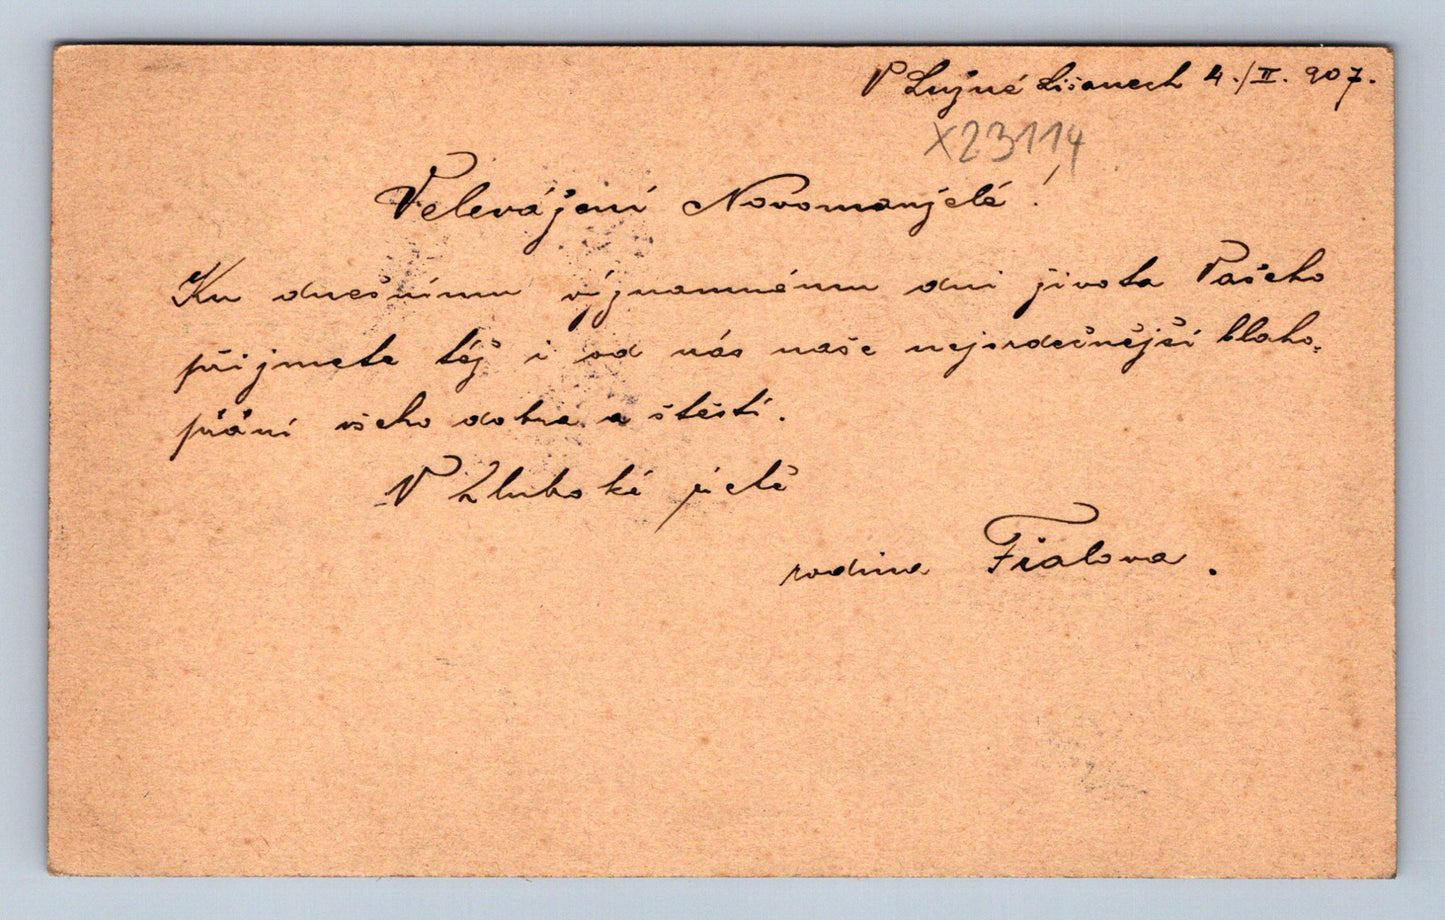 V Lužné Lišanech 4./II. 907.
X23114
Velevážení Novomanželé!
Ku dnešnímu významnému dni života Vašeho
přijmete též i od nás naše nejsrdečnější blaho-
přání všeho dobra a štěstí.
V hluboké úctě
rodina Fialova.